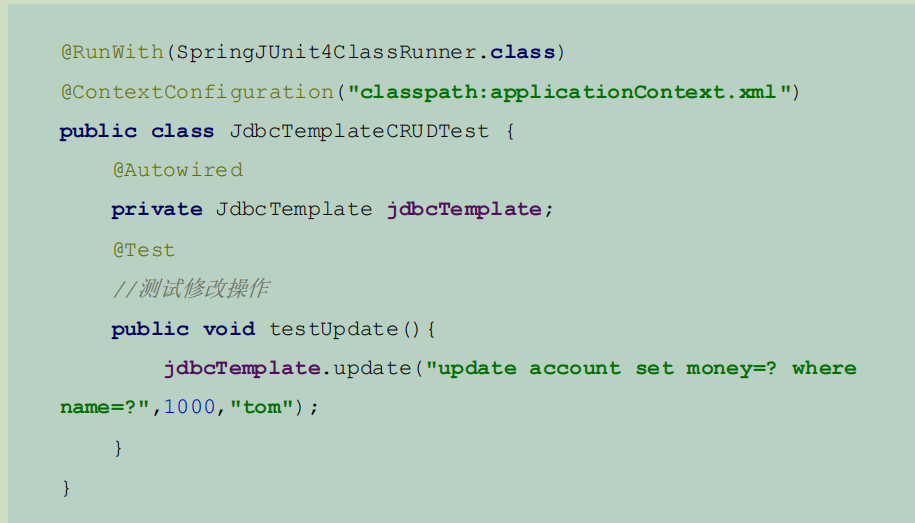 @RunWith(SpringJUnit4ClassRunner.class)
@ContextConfiguration("classpath:applicationContext.xml")
public class JdbcTemplateCRUDTest {
@Autowired
private JdbcTemplate jdbcTemplate;
@Test
//测试修改操作
public void testUpdate(){
jdbcTemplate.update("update account set money=? where
name=?",1000,"tom");
}
}